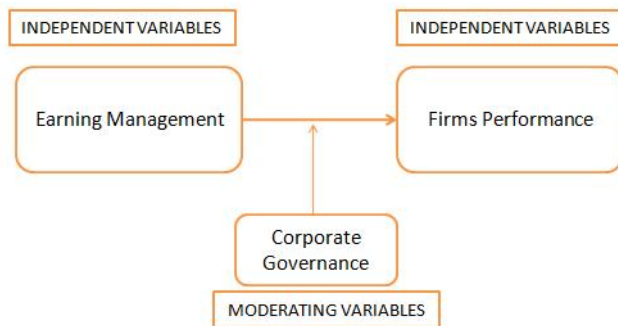 INDEPENDENT VARIABLES
INDEPENDENT VARIABLES
Earning Management
Firms Performance
Corporate
Governance
MODERATING VARIABLES